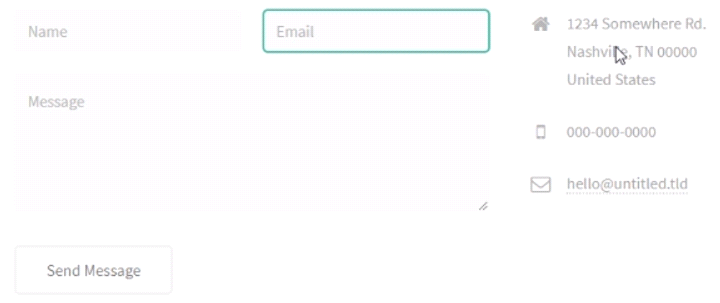 Name
Email
Message
Send Message
1234 Somewhere Rd.
Nashville, TN 00000
United States
000-000-0000
hello@untitled.tld